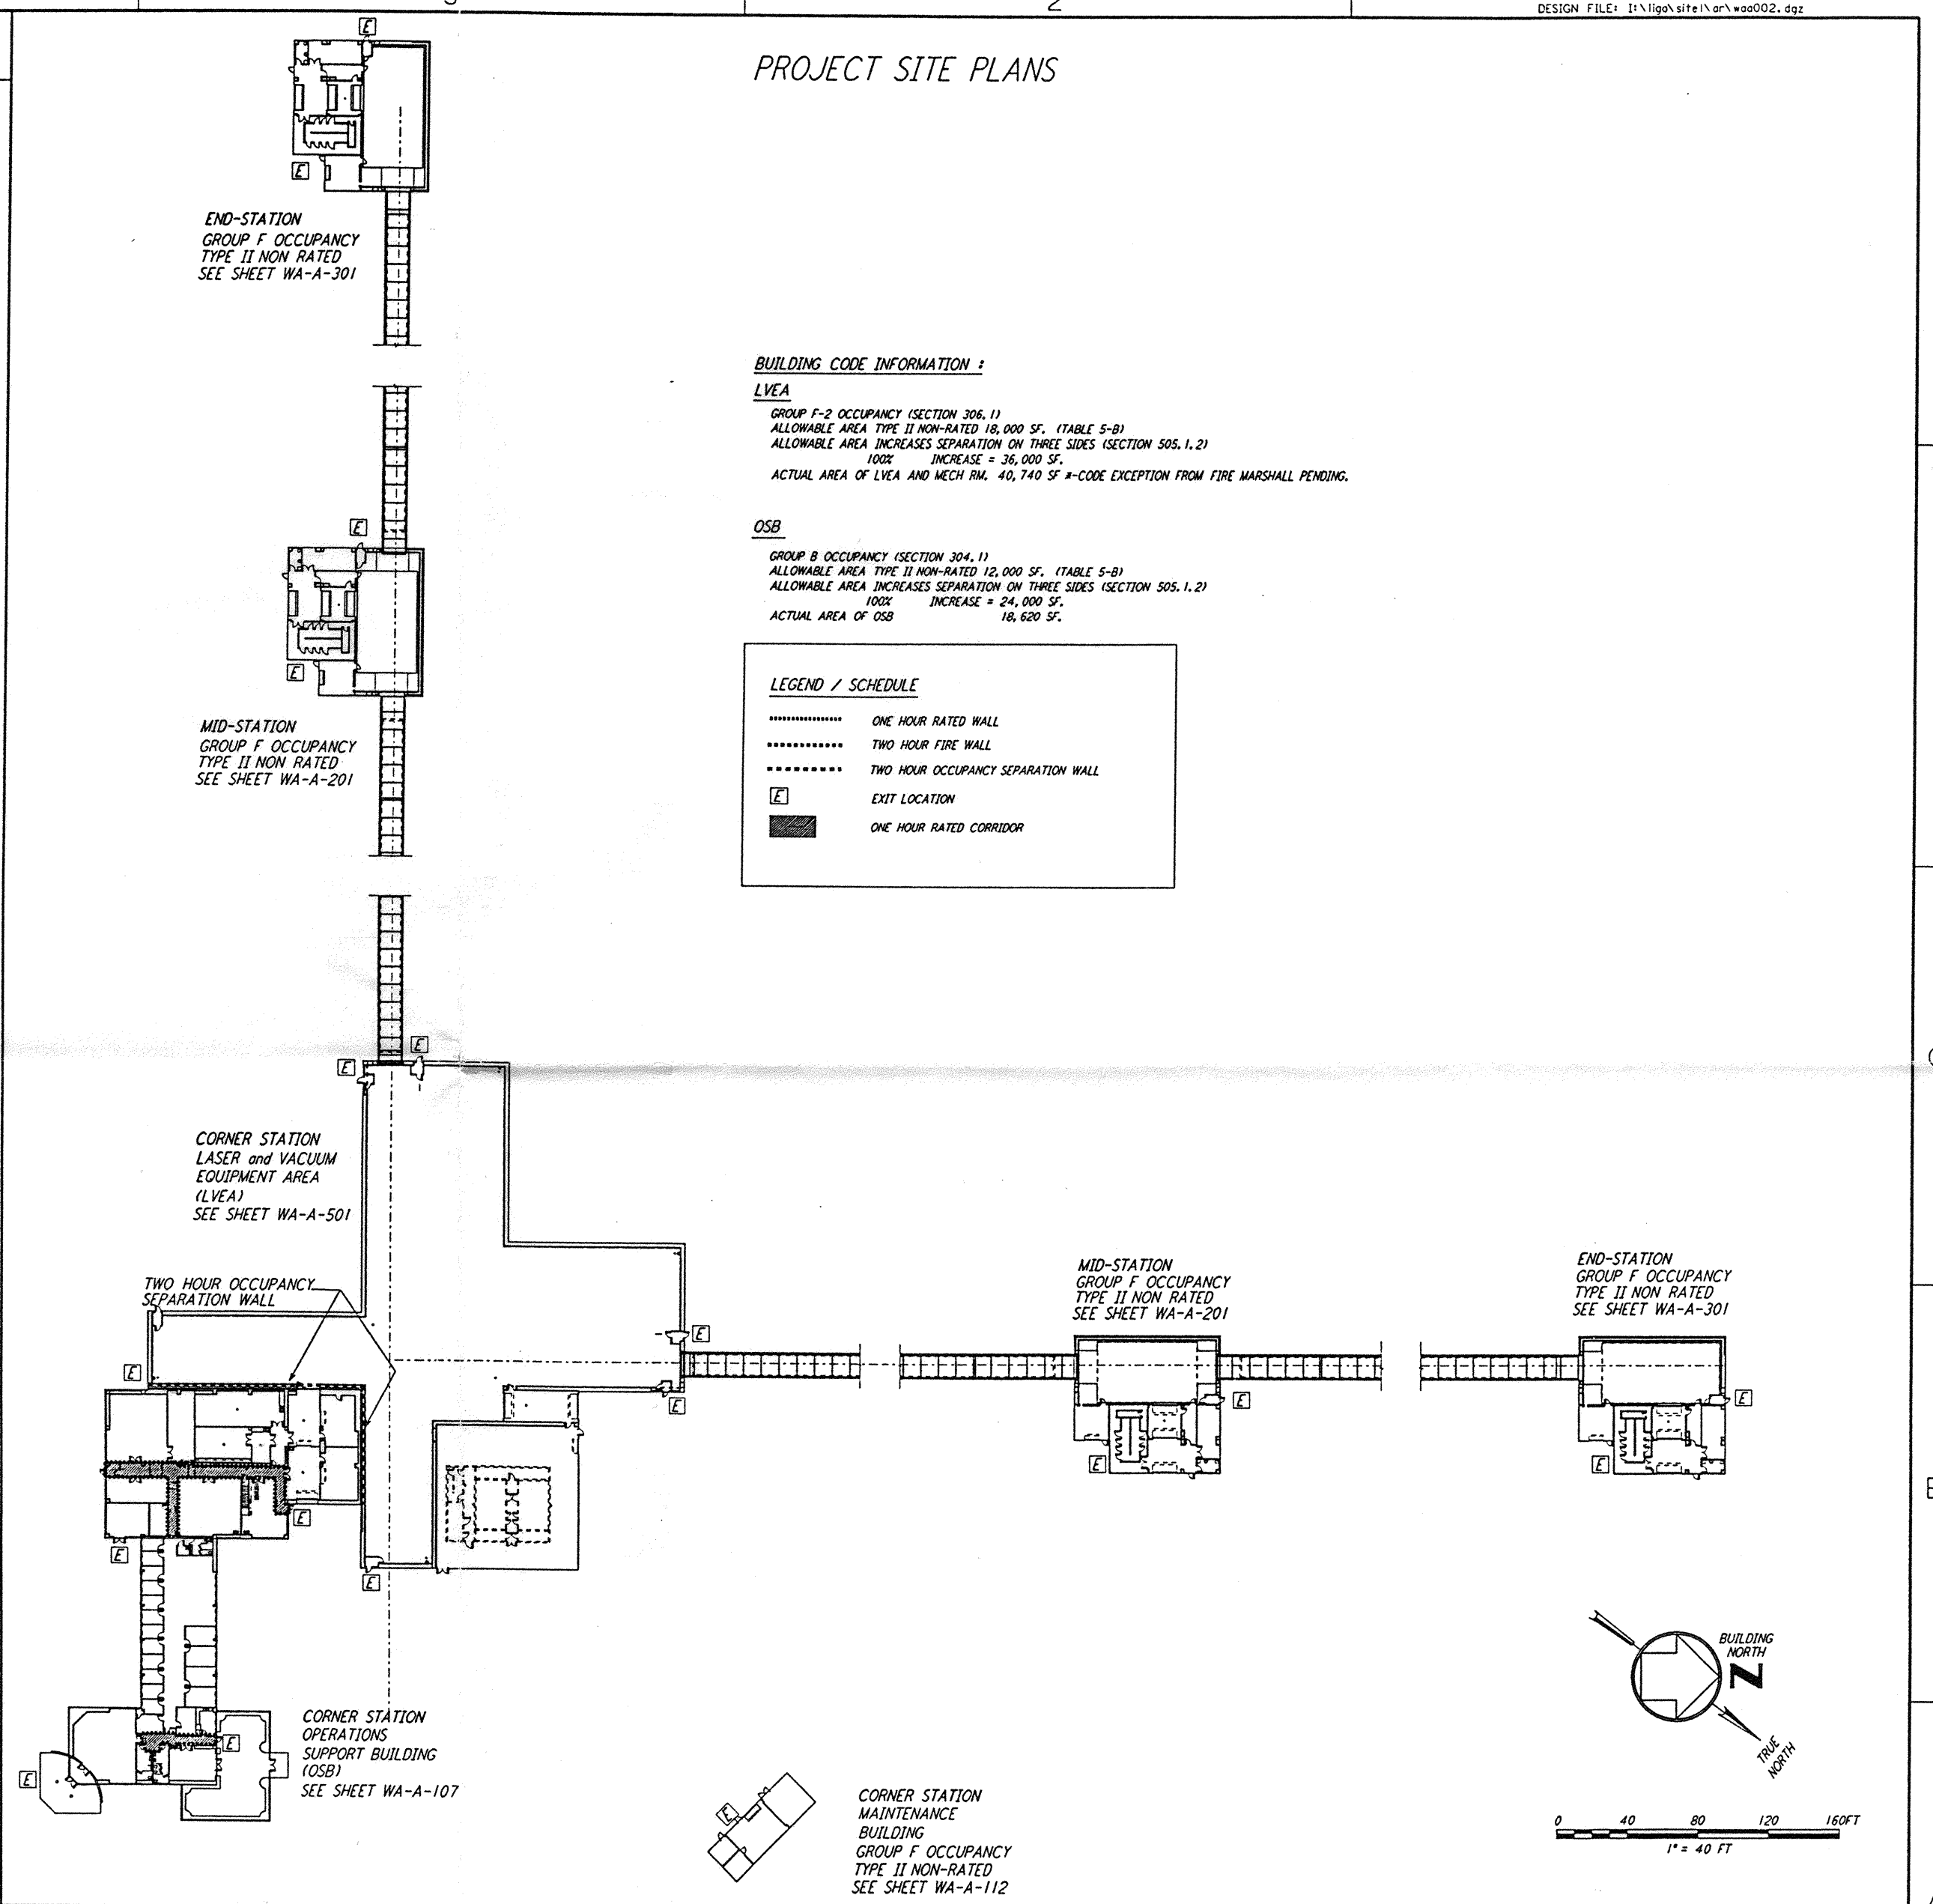 DESIGN FILE: I:\ligo\site1\ar\waa002.dgz
PROJECT SITE PLANS
E
E
END-STATION
GROUP F OCCUPANCY
TYPE II NON RATED
SEE SHEET WA-A-301
BUILDING CODE INFORMATION :
LVEA
GROUP F-2 OCCUPANCY (SECTION 306.1)
ALLOWABLE AREA TYPE II NON-RATED 18,000 SF. (TABLE 5-B)
ALLOWABLE AREA INCREASES SEPARATION ON THREE SIDES (SECTION 505.1.2)
100% INCREASE = 36,000 SF.
ACTUAL AREA OF LVEA AND MECH RM. 40,740 SF *-CODE EXCEPTION FROM FIRE MARSHALL PENDING.
OSB
GROUP B OCCUPANCY (SECTION 304.1)
ALLOWABLE AREA TYPE II NON-RATED 12,000 SF. (TABLE 5-B)
ALLOWABLE AREA INCREASES SEPARATION ON THREE SIDES (SECTION 505.1.2)
100% INCREASE = 24,000 SF.
ACTUAL AREA OF OSB 18,620 SF.
E
E
MID-STATION
GROUP F OCCUPANCY
TYPE II NON RATED
SEE SHEET WA-A-201
LEGEND / SCHEDULE
ONE HOUR RATED WALL
TWO HOUR FIRE WALL
TWO HOUR OCCUPANCY SEPARATION WALL
E EXIT LOCATION
ONE HOUR RATED CORRIDOR
E
E
CORNER STATION
LASER and VACUUM
EQUIPMENT AREA
(LVEA)
SEE SHEET WA-A-501
TWO HOUR OCCUPANCY
SEPARATION WALL
E
E
E
E
E
E
MID-STATION
GROUP F OCCUPANCY
TYPE II NON RATED
SEE SHEET WA-A-201
E
E
END-STATION
GROUP F OCCUPANCY
TYPE II NON RATED
SEE SHEET WA-A-301
E
E
CORNER STATION
OPERATIONS
SUPPORT BUILDING
(OSB)
SEE SHEET WA-A-107
E
E
E
CORNER STATION
MAINTENANCE
BUILDING
GROUP F OCCUPANCY
TYPE II NON-RATED
SEE SHEET WA-A-112
BUILDING
NORTH
N
TRUE
NORTH
0 40 80 120 160FT
1" = 40 FT